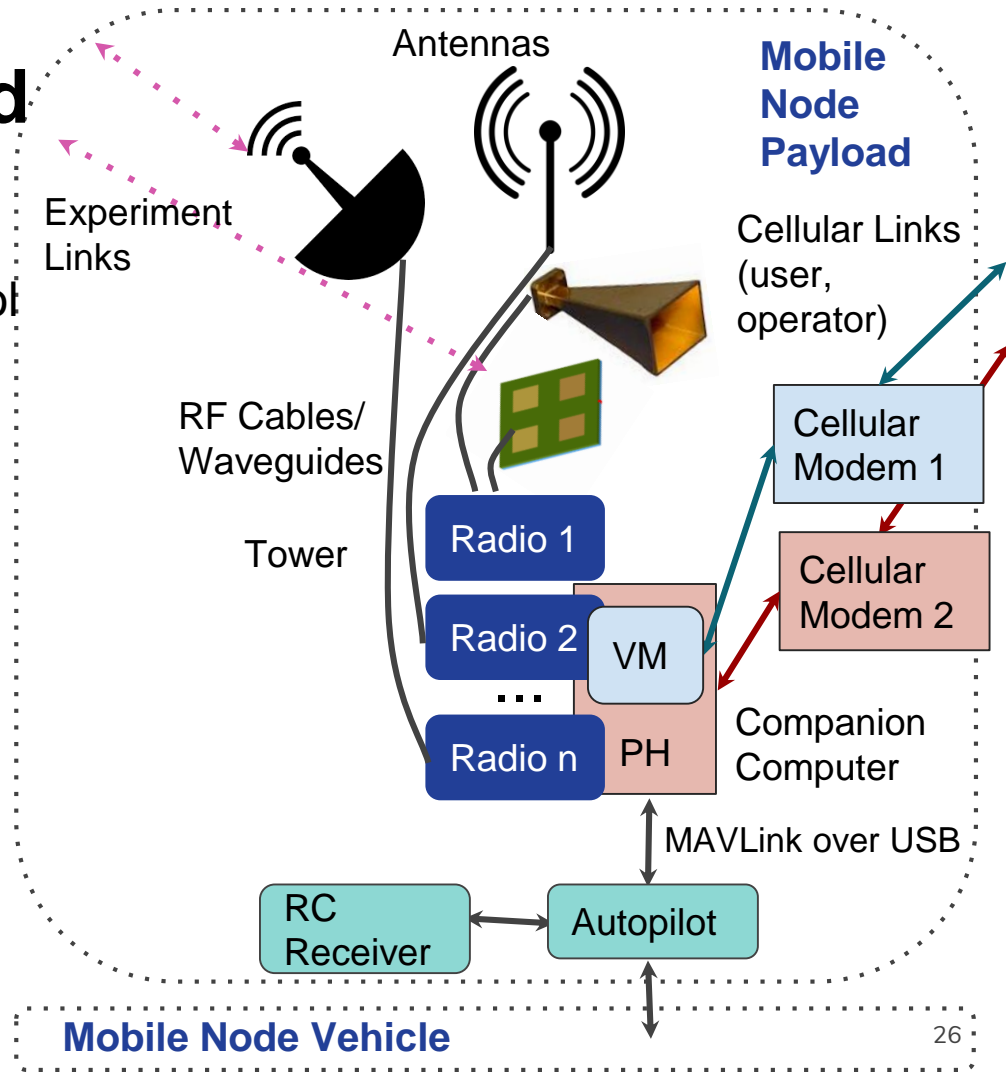 Antennas
Mobile
Node
Payload
d
Experiment
Links
ol
Cellular Links
(user,
operator)
RF Cables/
Waveguides
Cellular
Modem 1
Tower
Radio 1
Cellular
Modem 2
Radio 2
VM
...
Radio n
PH
Companion
Computer
MAVLink over USB
RC
Receiver
Autopilot
Mobile Node Vehicle
26